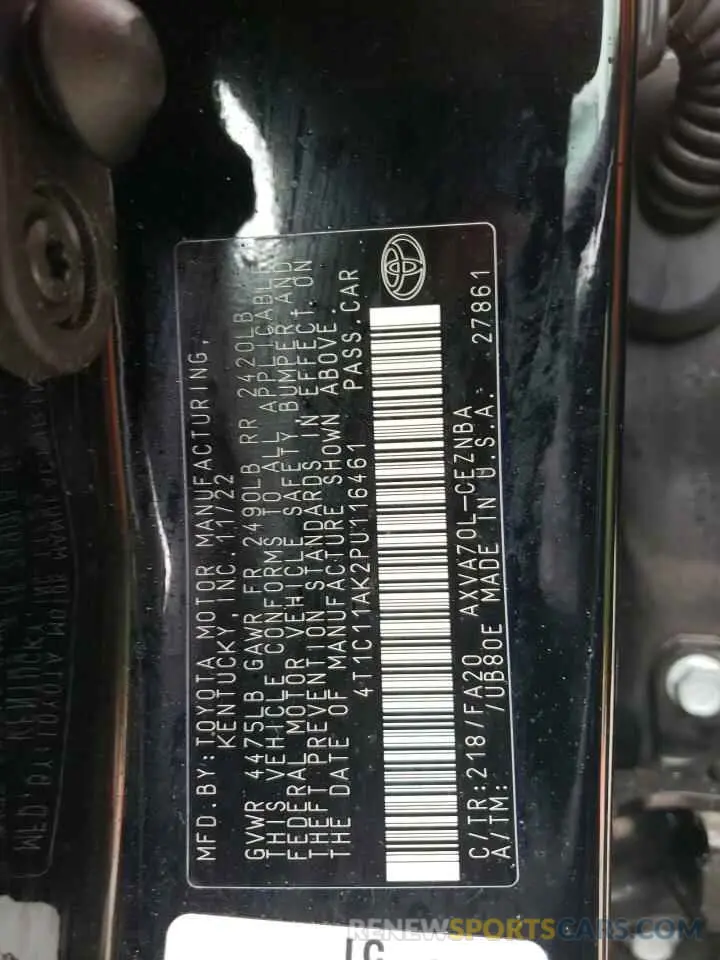 MFD.BY:TOYOTA MOTOR MANUFACTURING,
KENTUCKY, INC.11/22
GVWR 4475LB GAWR FR 2490LB RR 2420LB
THIS VEHICLE CONFORMS TO ALL APPLICABLE
FEDERAL MOTOR VEHICLE SAFETY BUMPER AND
THEFT PREVENTION STANDARDS IN EFFECT ON
THE DATE OF MANUFACTURE SHOWN ABOVE.
4T1C11AK2PU116461 PASS.CAR
C/TR:218/FA20 AXVA70L-CEZNBA
A/TM: /UB80E MADE IN U.S.A. 27861
RENEWSPORTSCARS.COM